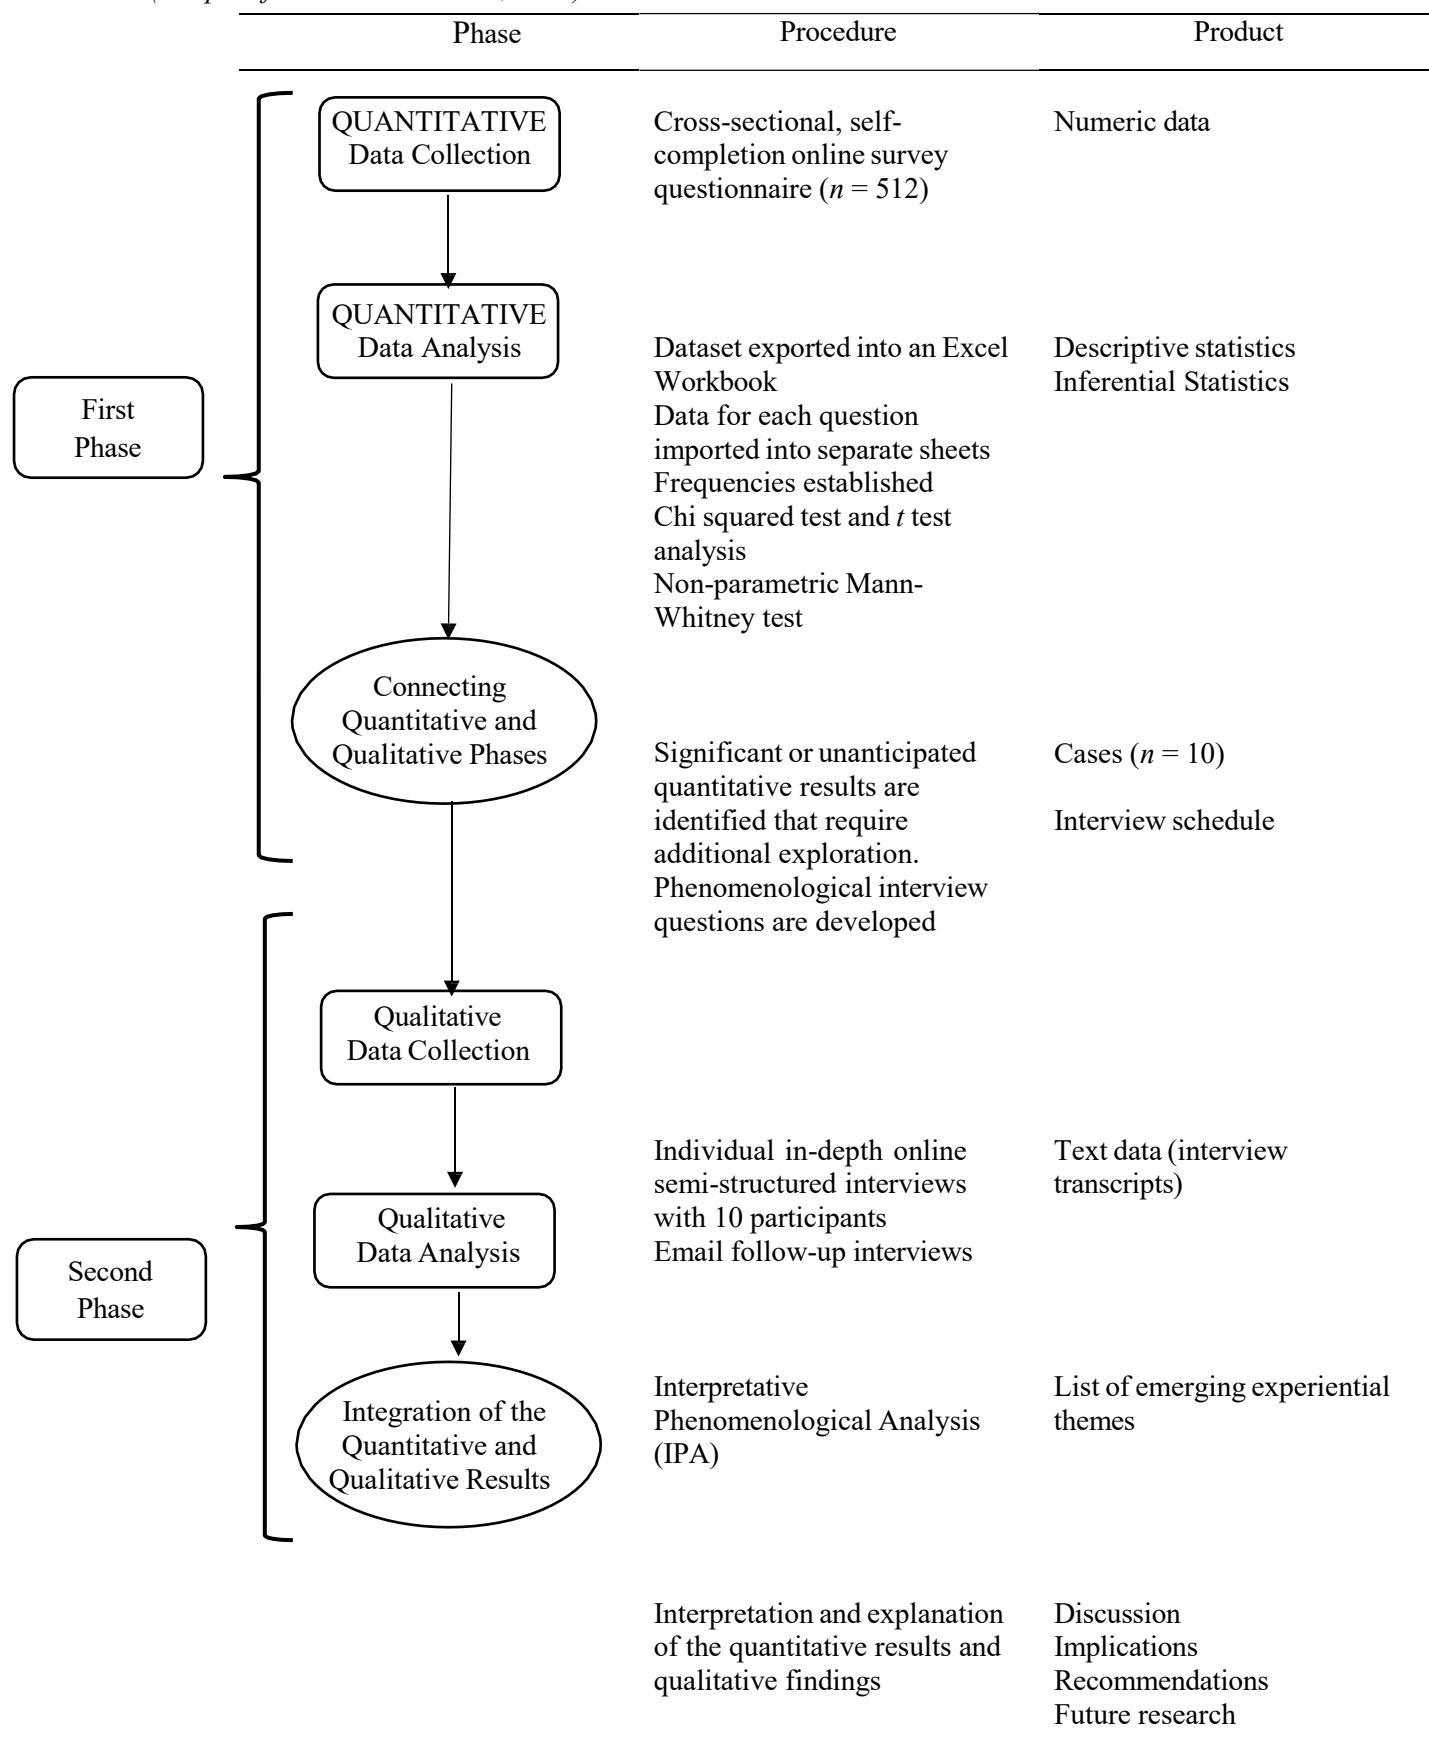 Phase
Procedure
Product
QUANTITATIVE
Data Collection
Cross-sectional, self-
completion online survey
questionnaire (n = 512)
Numeric data
QUANTITATIVE
Data Analysis
Dataset exported into an Excel
Workbook
Data for each question
imported into separate sheets
Frequencies established
Chi squared test and t test
analysis
Non-parametric Mann-
Whitney test
Descriptive statistics
Inferential Statistics
First
Phase
Connecting
Quantitative and
Qualitative Phases
Significant or unanticipated
quantitative results are
identified that require
additional exploration.
Phenomenological interview
questions are developed
Cases (n = 10)
Interview schedule
Qualitative
Data Collection
Individual in-depth online
semi-structured interviews
with 10 participants
Email follow-up interviews
Text data (interview
transcripts)
Qualitative
Data Analysis
Second
Phase
Interpretative
Phenomenological Analysis
(IPA)
List of emerging experiential
themes
Integration of the
Quantitative and
Qualitative Results
Interpretation and explanation
of the quantitative results and
qualitative findings
Discussion
Implications
Recommendations
Future research